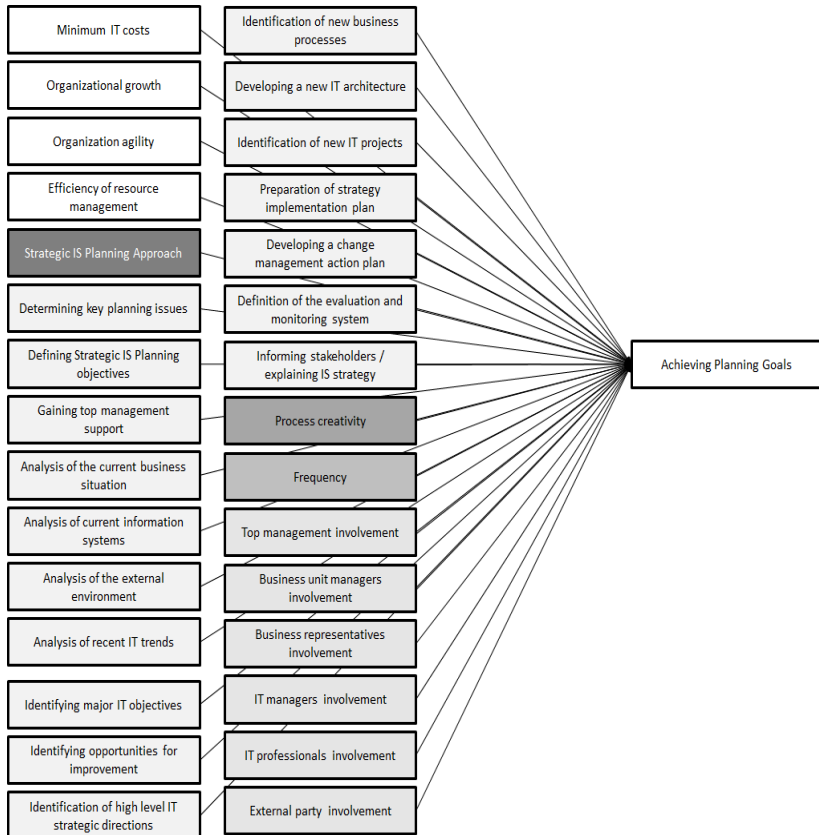 Minimum IT costs
Organizational growth
Organization agility
Efficiency of resource
management
Strategic IS Planning Approach
Determining key planning issues
Defining Strategic IS Planning
objectives
Gaining top management
support
Analysis of the current business
situation
Analysis of current information
systems
Analysis of the external
environment
Analysis of recent IT trends
Identifying major IT objectives
Identifying opportunities for
improvement
Identification of high level IT
strategic directions
Identification of new business
processes
Developing a new IT architecture
Identification of new IT projects
Preparation of strategy
implementation plan
Developing a change
management action plan
Definition of the evaluation and
monitoring system
Informing stakeholders /
explaining IS strategy
Process creativity
Frequency
Top management involvement
Business unit managers
involvement
Business representatives
involvement
IT managers involvement
IT professionals involvement
External party involvement
Achieving Planning Goals